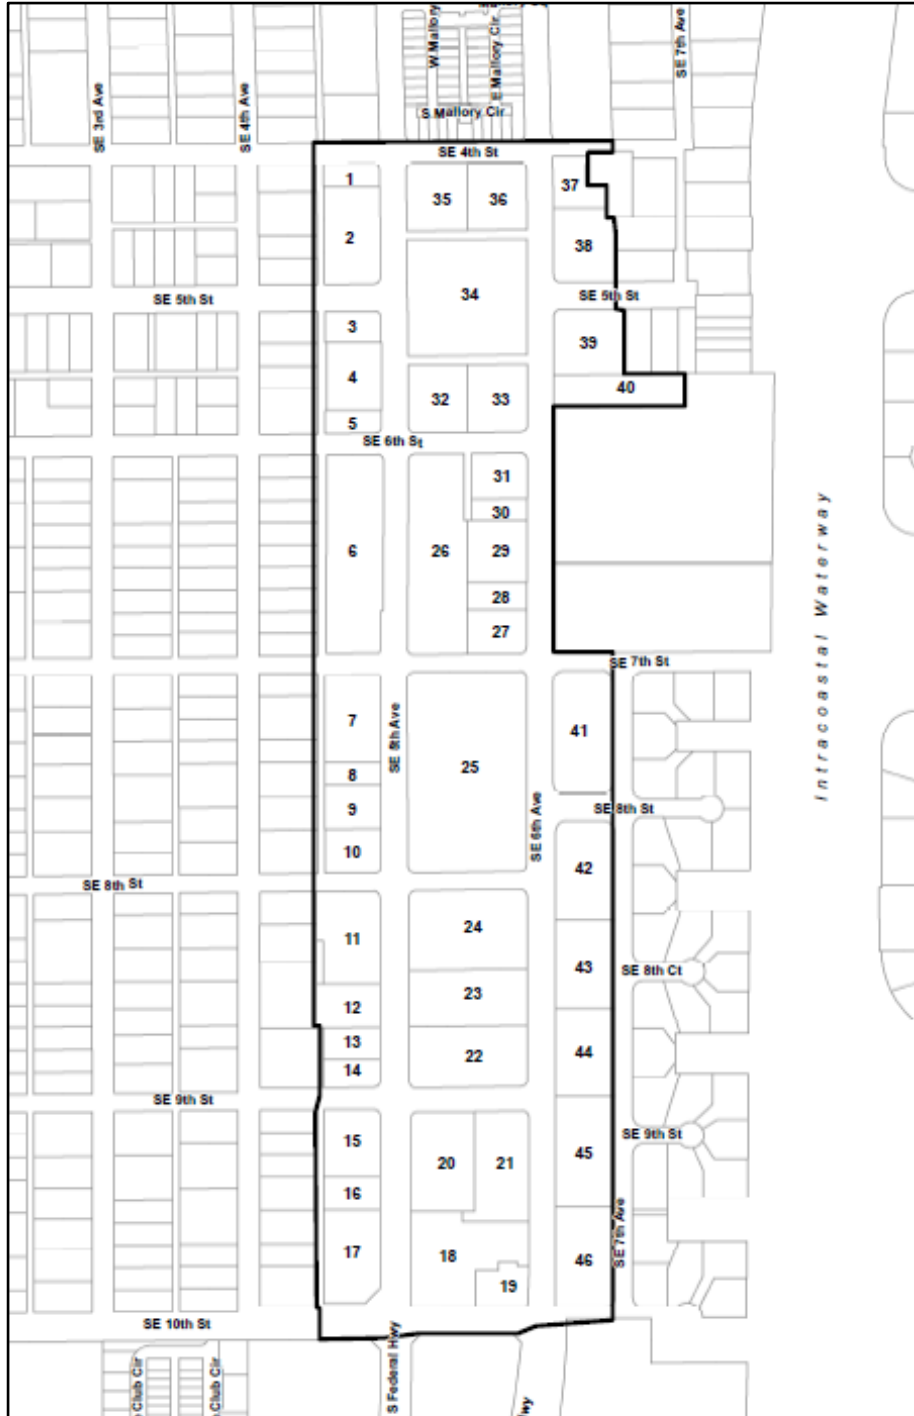 W Mallory
E Mallory Cir
SE 7th Ave
S Mallory Cir
SE 3rd Ave
SE 4th Ave
SE 4th St
1
35
36
37
2
38
34
SE 5th St
SE 5th St
3
39
4
40
32
33
5
SE 6th St
31
30
6
26
29
28
27
SE 7th St
7
41
SE 5th Ave
25
8
SE 8th St
9
SE 6th Ave
10
42
SE 8th St
24
11
43
SE 8th Ct
23
12
13
44
22
14
SE 9th St
SE 9th St
15
45
20
21
16
SE 7th Ave
17
18
46
19
SE 10th St
S Federal Hwy
Club Cir
Club Cir
Hwy
Intracoastal Waterway